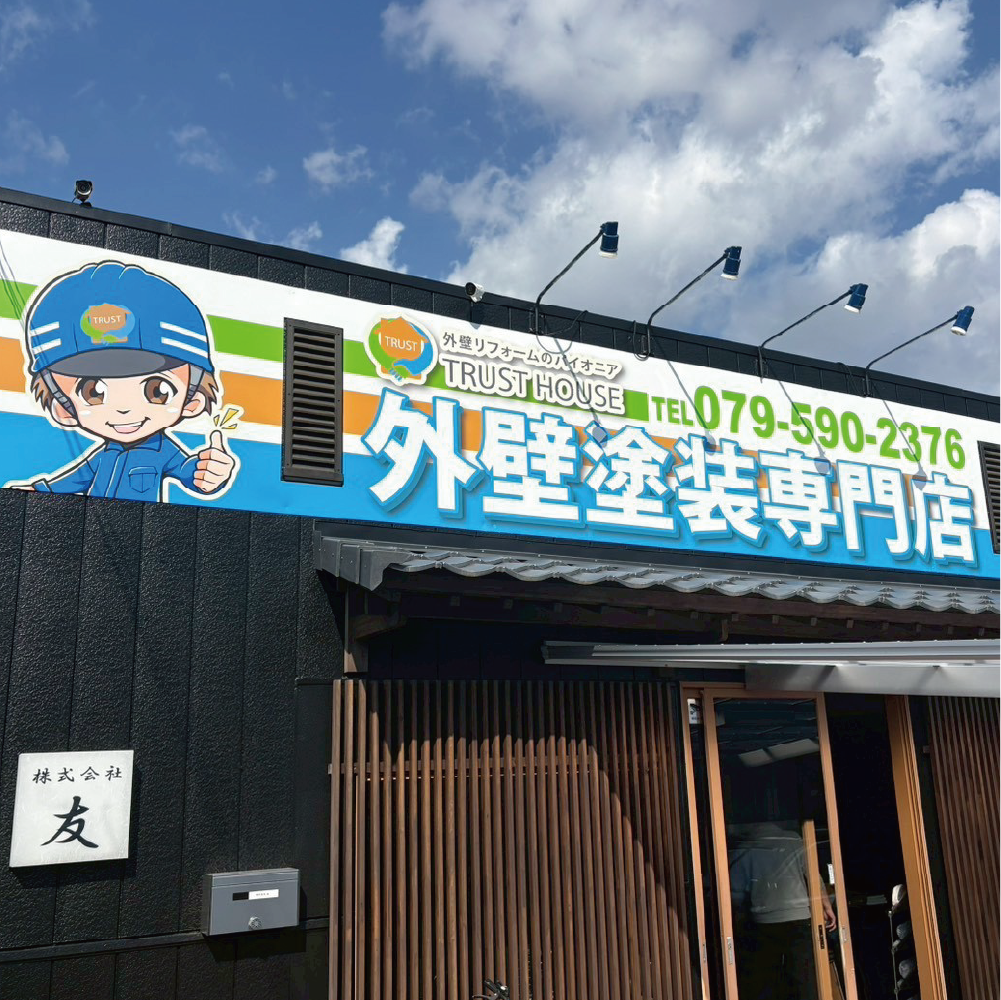 TRUST
TRUST
外壁リフォームのパイオニア
TRUST HOUSE
TEL079-590-2376
外壁塗装専門店
株式会社
友